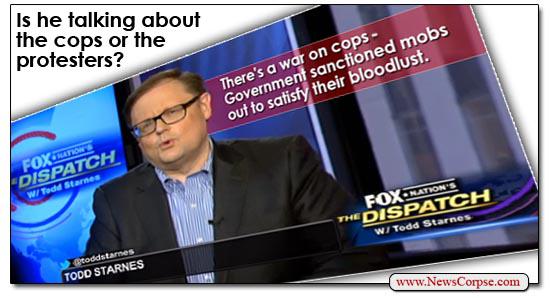 Is he talking about
the cops or the
protesters?
There's a war on cops -
Government sanctioned mobs
out to satisfy their bloodlust.
FOX NATION'S
THE DISPATCH
W/ Todd Starnes
FOX NATION'S
THE DISPATCH
W/ Todd Starnes
@toddstarnes
TODD STARNES
www.NewsCorpse.com